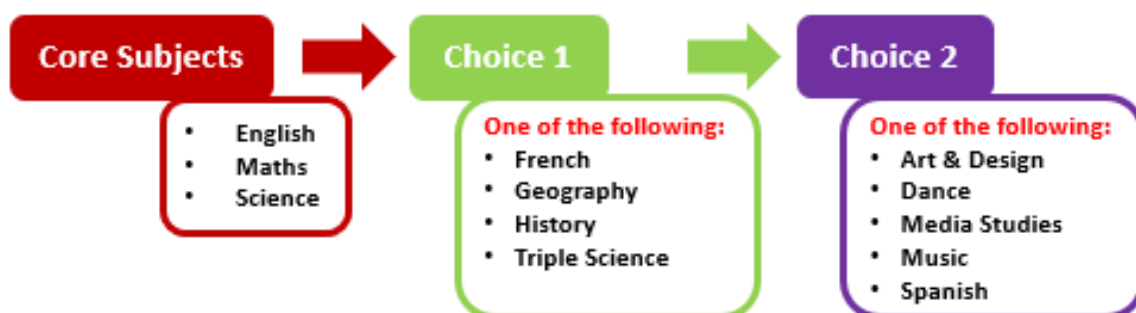 Core Subjects
• English
• Maths
• Science
Choice 1
One of the following:
• French
• Geography
• History
• Triple Science
Choice 2
One of the following:
• Art & Design
• Dance
• Media Studies
• Music
• Spanish